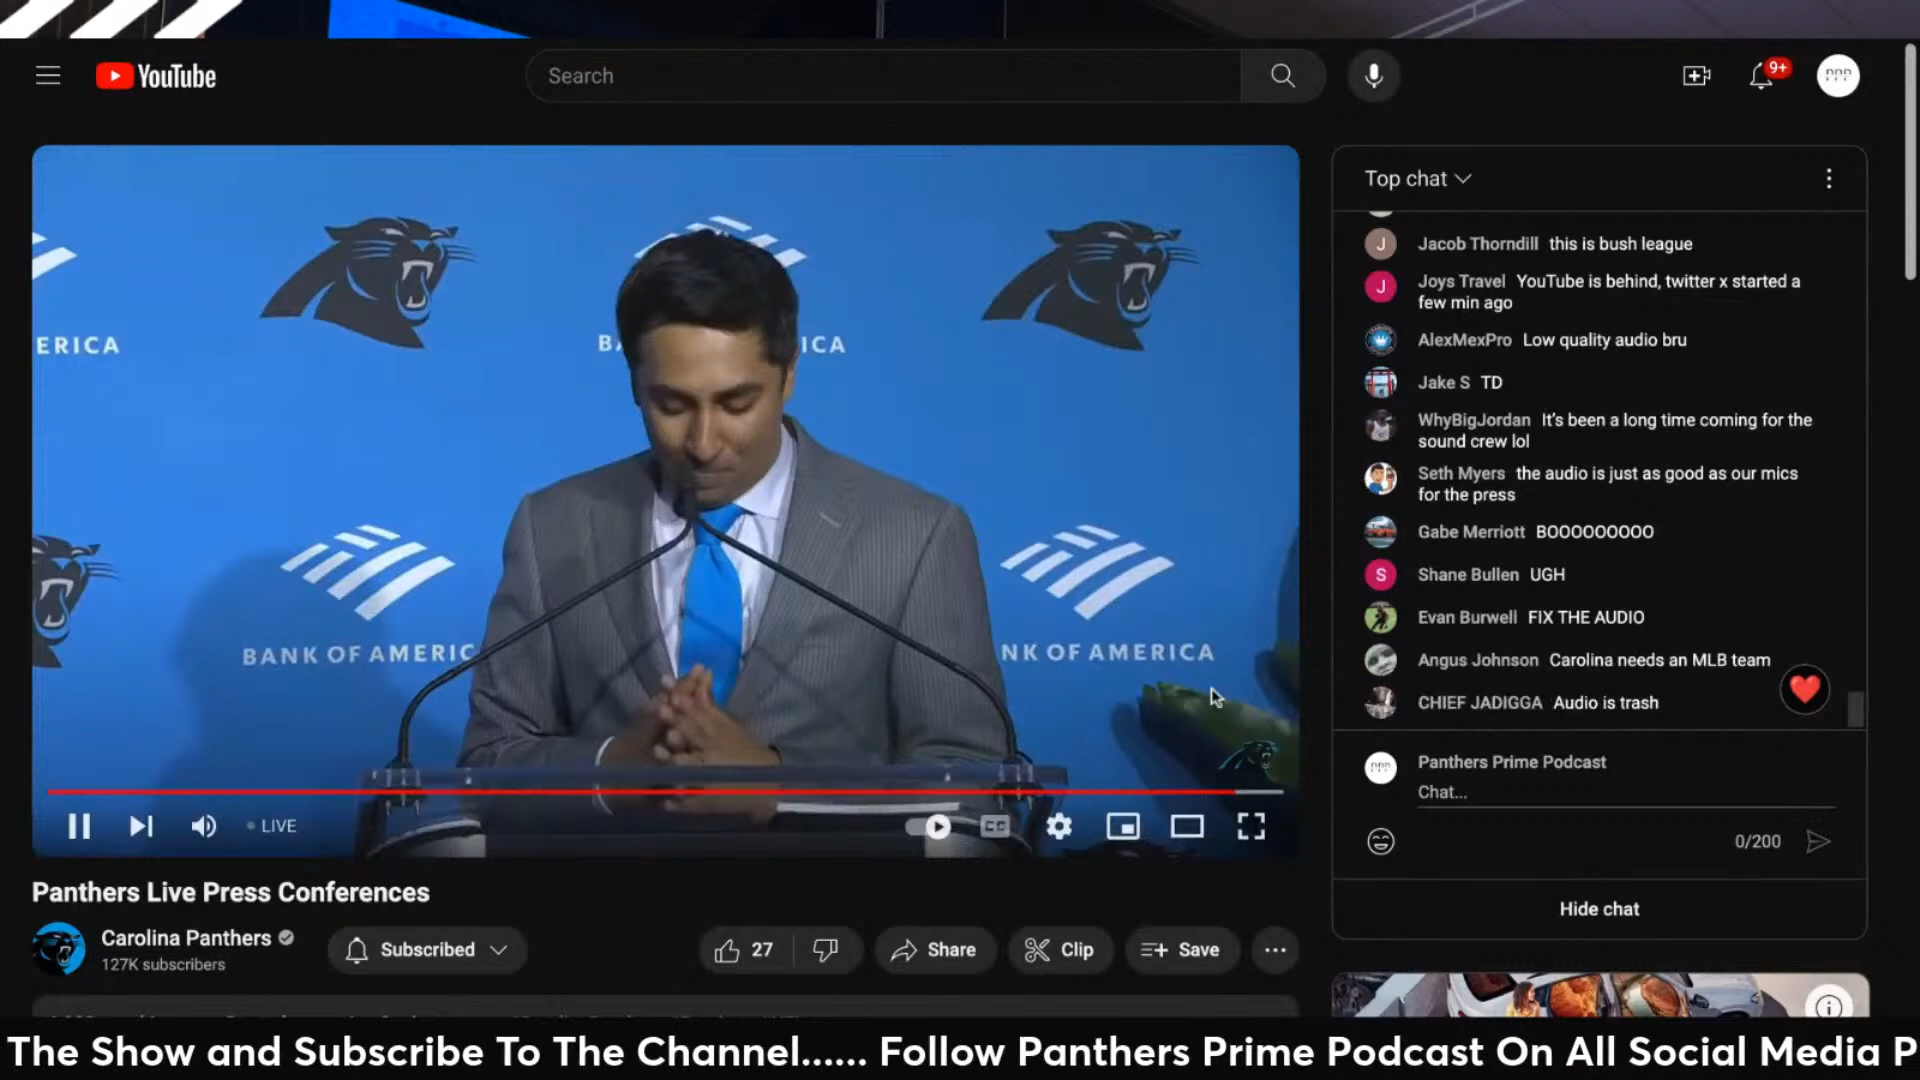 YouTube
Search
9+
PPP
ERICA
BANK OF AMERIC
NK OF AMERICA
ICA
LIVE
CC
Panthers Live Press Conferences
Carolina Panthers
127K subscribers
Subscribed
27
Share
Clip
Save
Top chat
J
Jacob Thorndill this is bush league
J
Joys Travel YouTube is behind, twitter x started a
few min ago
AlexMexPro Low quality audio bru
Jake S TD
WhyBigJordan It's been a long time coming for the
sound crew lol
Seth Myers the audio is just as good as our mics
for the press
Gabe Merriott BOOOOOOOOO
S
Shane Bullen UGH
Evan Burwell FIX THE AUDIO
Angus Johnson Carolina needs an MLB team
CHIEF JADIGGA Audio is trash
PPP
Panthers Prime Podcast
Chat...
0/200
Hide chat
The Show and Subscribe To The Channel...... Follow Panthers Prime Podcast On All Social Media P